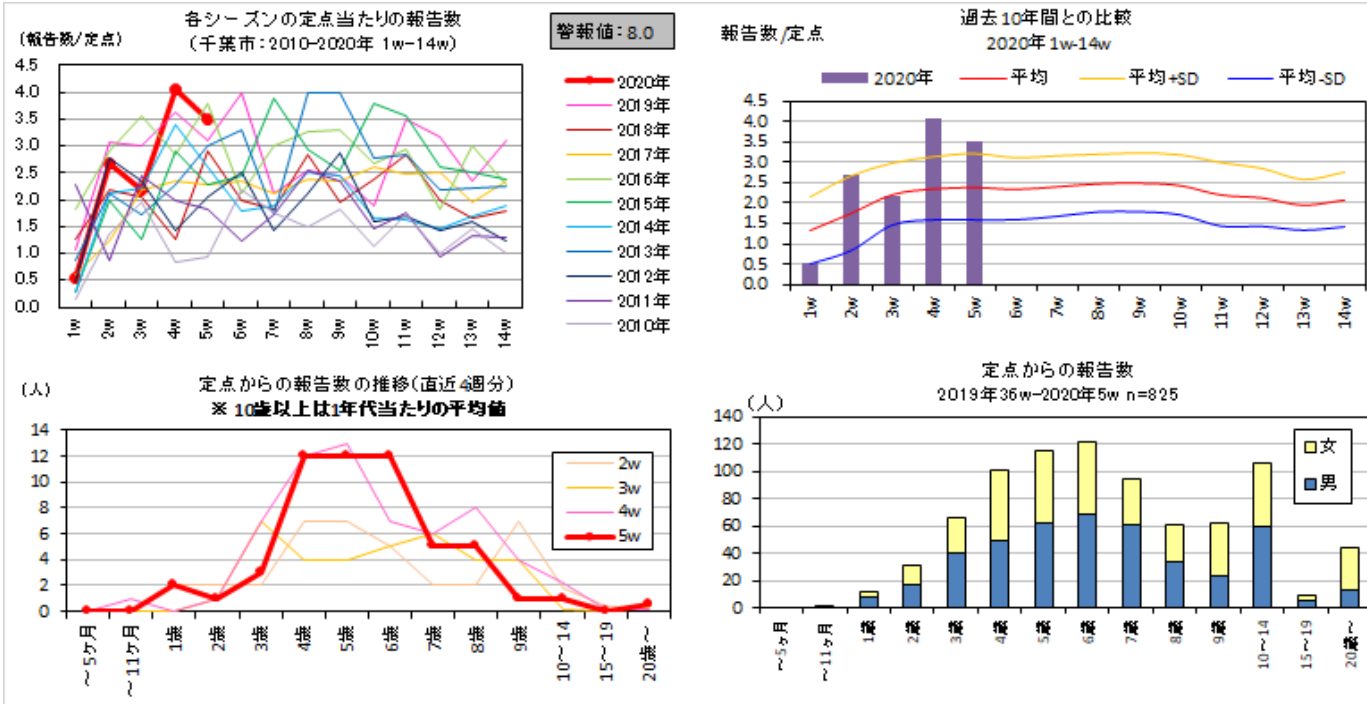 各シーズンの定点当たりの報告数
(報告数/定点)
(千葉市:2010-2020年 1w-14w)
警報値:8.0
4.5
4.0
3.5
3.0
2.5
2.0
1.5
1.0
0.5
0.0
1w
2w
3w
4w
5w
6w
7w
8w
9w
10w
11w
12w
13w
14w
2020年
2019年
2018年
2017年
2016年
2015年
2014年
2013年
2012年
2011年
2010年
過去10年間との比較
報告数/定点
2020年 1w-14w
2020年
平均
平均+SD
平均-SD
4.5
4.0
3.5
3.0
2.5
2.0
1.5
1.0
0.5
0.0
1w
2w
3w
4w
5w
6w
7w
8w
9w
10w
11w
12w
13w
14w
(人)
定点からの報告数の推移(直近4週分)
※ 10歳以上は1年代当たりの平均値
14
12
10
8
6
4
2
0
2w
3w
4w
5w
~5ケ月
~11ケ月
1歳
2歳
3歳
4歳
5歳
6歳
7歳
8歳
9歳
10~14
15~19
20歳~
定点からの報告数
2019年36w-2020年5w n=825
(人)
140
120
100
80
60
40
20
0
女
男
~5ケ月
~11ケ月
1歳
2歳
3歳
4歳
5歳
6歳
7歳
8歳
9歳
10~14
15~19
20歳~